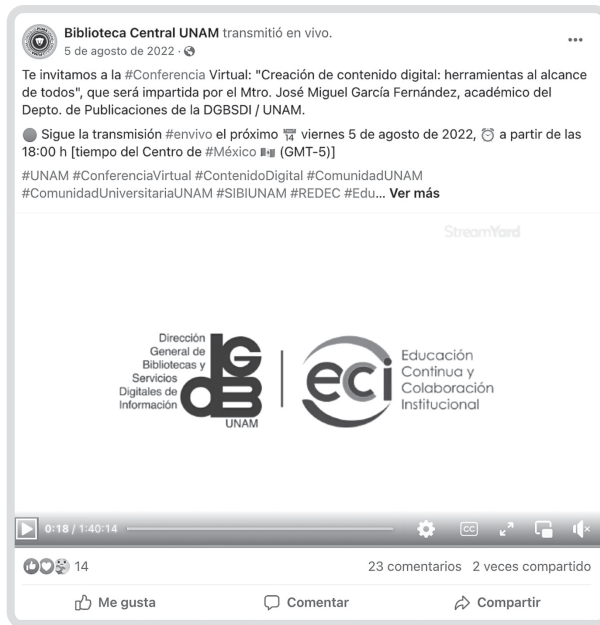 Biblioteca Central UNAM transmitió en vivo.
5 de agosto de 2022 ·
Te invitamos a la #Conferencia Virtual: "Creación de contenido digital: herramientas al alcance
de todos", que será impartida por el Mtro. José Miguel García Fernández, académico del
Depto. de Publicaciones de la DGBSDI / UNAM.
Sigue la transmisión #envivo el próximo 14 viernes 5 de agosto de 2022, a partir de las
18:00 h [tiempo del Centro de #México (GMT-5)]
#UNAM #ConferenciaVirtual #ContenidoDigital #ComunidadUNAM
#ComunidadUniversitariaUNAM #SIBIUNAM #REDEC #Edu... Ver más
StreamYard
Dirección
General de
Bibliotecas y
Servicios
Digitales de
Información
DGB
UNAM
eci
Educación
Continua y
Colaboración
Institucional
0:18 / 1:40:14
CC
14
23 comentarios 2 veces compartido
Me gusta
Comentar
Compartir